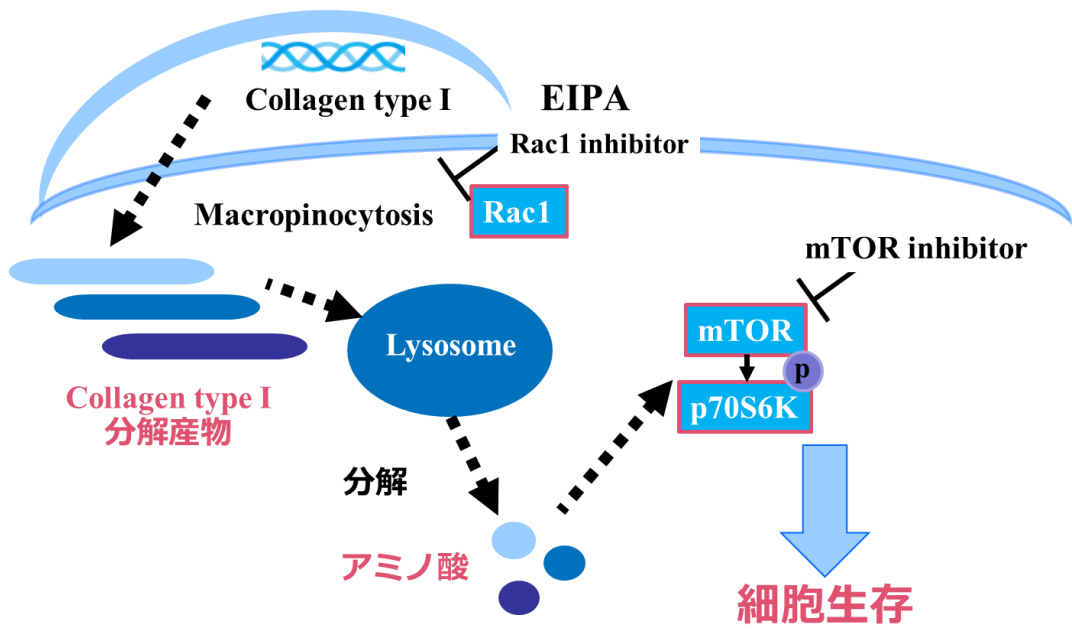 Collagen type I
EIPA
Rac1 inhibitor
Macropinocytosis
Rac1
mTOR inhibitor
Lysosome
mTOR
p
p70S6K
Collagen type I
分解産物
分解
アミノ酸
細胞生存